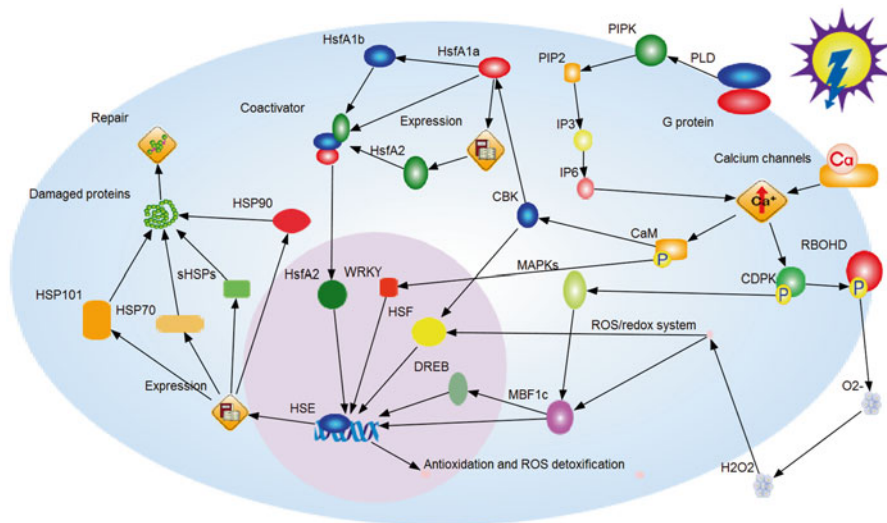 PIPK
HsfA1b
HsfA1a
PIP2
PLD
Coactivator
Expression
Repair
IP3
G protein
HsfA2
IP6
Calcium channels
Ca
Damaged proteins
HSP90
Ca+
CBK
CaM
RBOHD
sHSPs
HsfA2
WRKY
P
MAPKs
CDPK
P
P
HSP101
HSP70
HSF
ROS/redox system
DREB
Expression
HSE
MBF1c
O2-
Antioxidation and ROS detoxification
H2O2